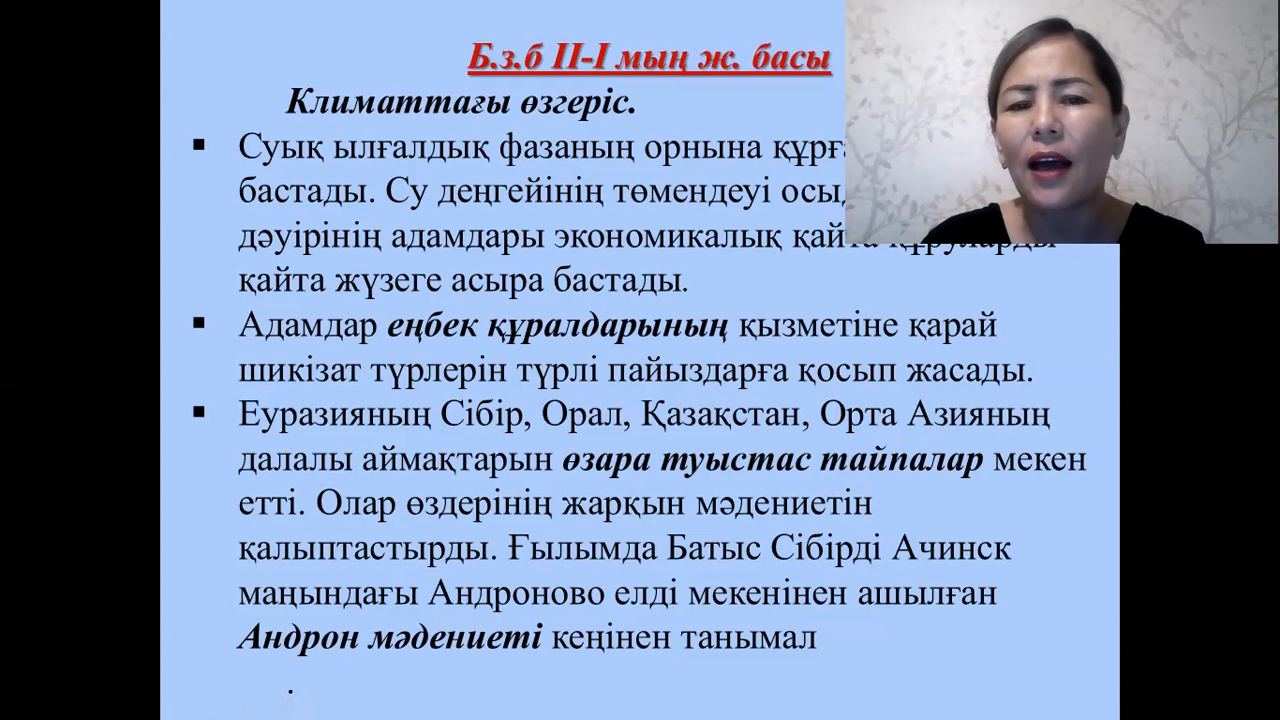 Б.з.б ІІ-І мың ж. басы
Климаттағы өзгеріс.
▪ Суық ылғалдық фазаның орнына
бастады. Су деңгейінің төмендеуі
дәуірінің адамдары экономикалық қайта құруларды
қайта жүзеге асыра бастады.
▪ Адамдар еңбек құралдарының қызметіне қарай
шикізат түрлерін түрлі пайыздарға қосып жасады.
▪ Еуразияның Сібір, Орал, Қазақстан, Орта Азияның
далалы аймақтарын өзара туыстас тайпалар мекен
етті. Олар өздерінің жарқын мәдениетін
қалыптастырды. Ғылымда Батыс Сібірді Ачинск
маңындағы Андроново елді мекенінен ашылған
Андрон мәдениеті кеңінен танымал
.